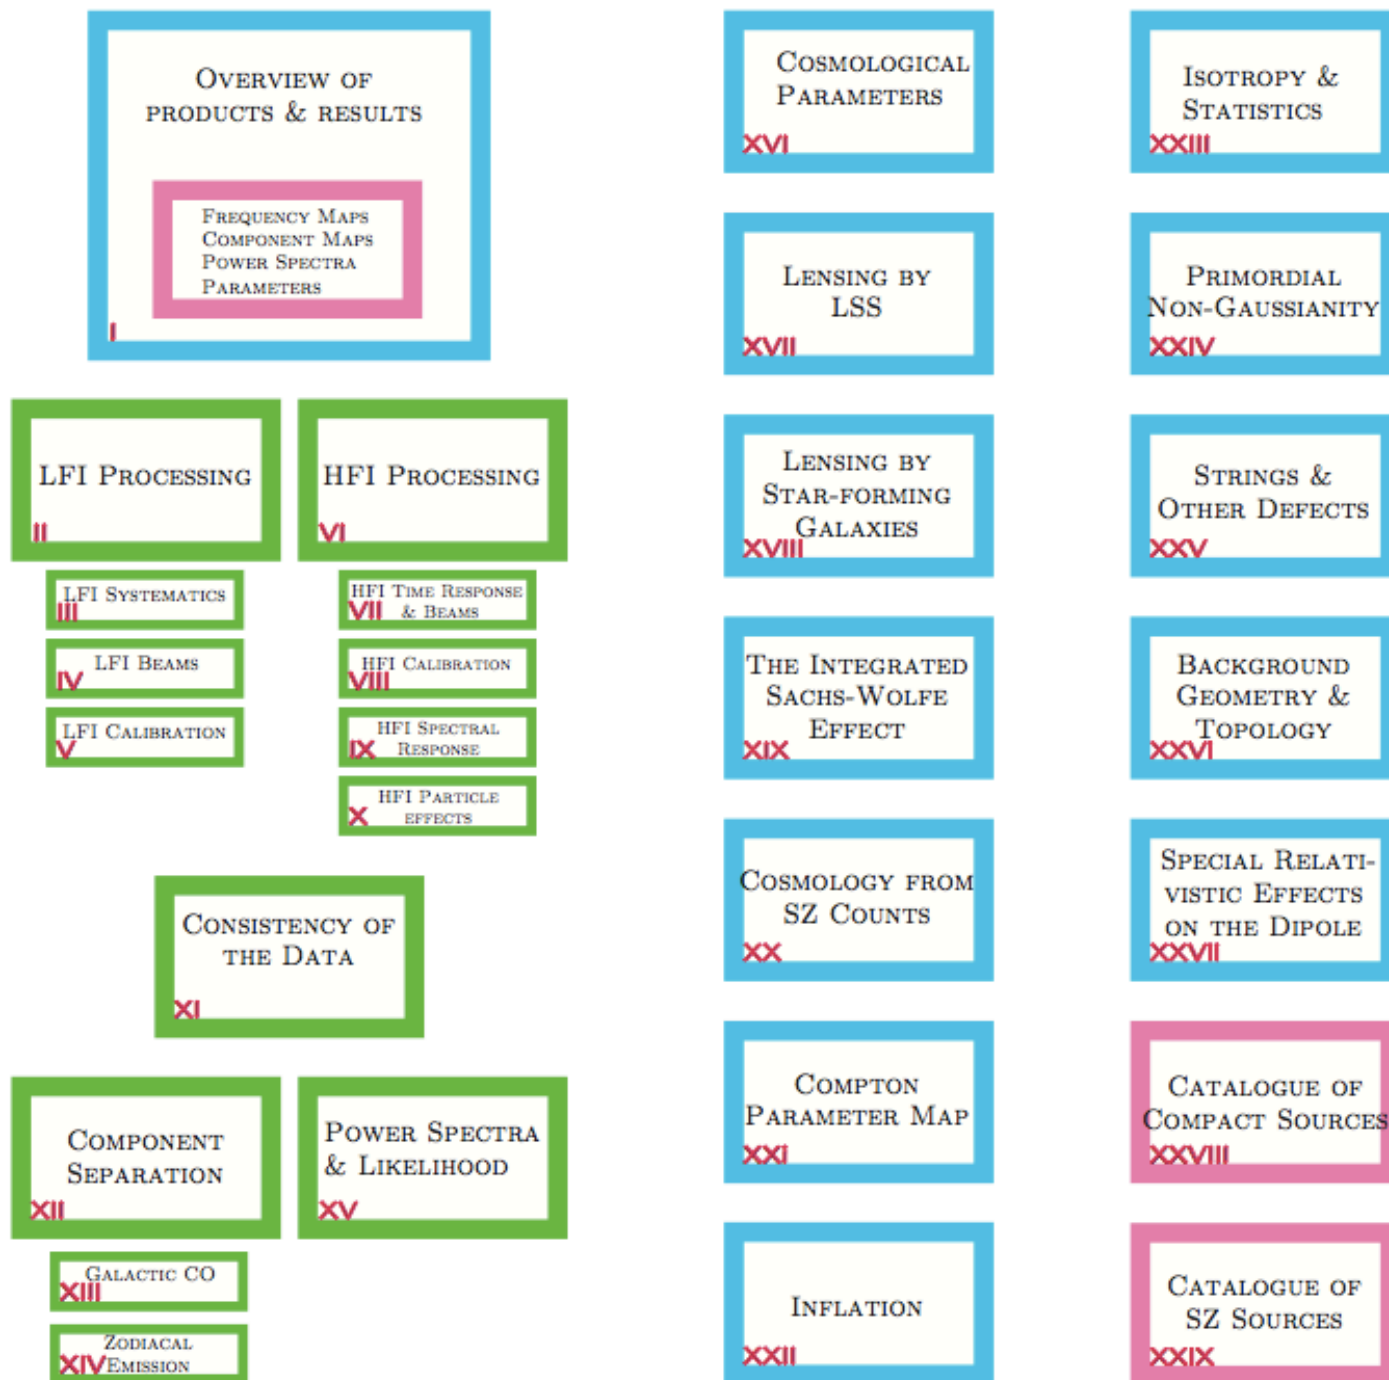 OVERVIEW OF
PRODUCTS & RESULTS
FREQUENCY MAPS
COMPONENT MAPS
POWER SPECTRA
PARAMETERS
I
LFI PROCESSING
II
HFI PROCESSING
VI
LFI SYSTEMATICS
III
LFI BEAMS
IV
LFI CALIBRATION
V
HFI TIME RESPONSE
& BEAMS
VII
HFI CALIBRATION
VIII
HFI SPECTRAL
RESPONSE
IX
HFI PARTICLE
EFFECTS
X
CONSISTENCY OF
THE DATA
XI
COMPONENT
SEPARATION
XII
POWER SPECTRA
& LIKELIHOOD
XV
GALACTIC CO
XIII
ZODIACAL
EMISSION
XIV
COSMOLOGICAL
PARAMETERS
XVI
LENSING BY
LSS
XVII
LENSING BY
STAR-FORMING
GALAXIES
XVIII
THE INTEGRATED
SACHS-WOLFE
EFFECT
XIX
COSMOLOGY FROM
SZ COUNTS
XX
COMPTON
PARAMETER MAP
XXi
INFLATION
XXII
ISOTROPY &
STATISTICS
XXIII
PRIMORDIAL
NON-GAUSSIANITY
XXIV
STRINGS &
OTHER DEFECTS
XXV
BACKGROUND
GEOMETRY &
TOPOLOGY
XXVI
SPECIAL RELATI-
VISTIC EFFECTS
ON THE DIPOLE
XXVII
CATALOGUE OF
COMPACT SOURCES
XXVIII
CATALOGUE OF
SZ SOURCES
XXIX